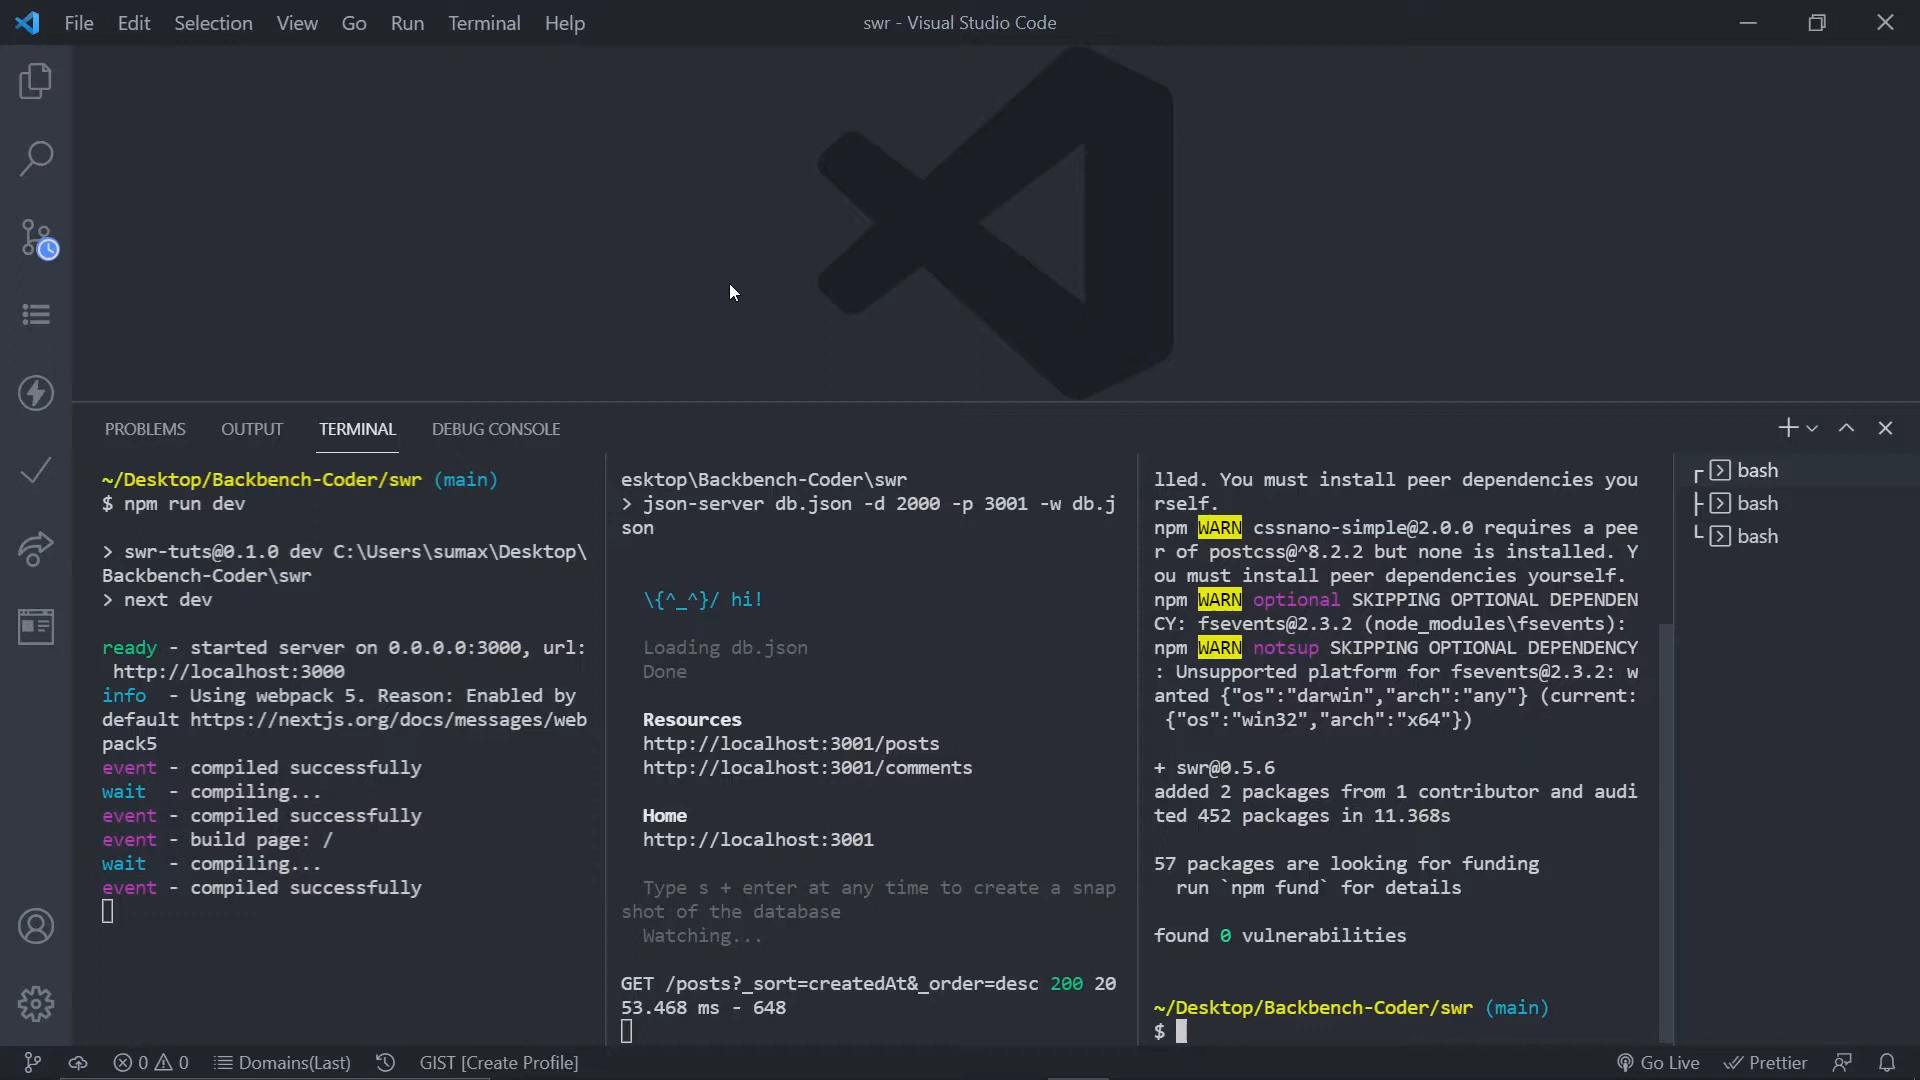 File Edit Selection View Go Run Terminal Help
swr - Visual Studio Code
PROBLEMS OUTPUT TERMINAL DEBUG CONSOLE
~/Desktop/Backbench-Coder/swr (main)
$ npm run dev
> swr-tuts@0.1.0 dev C:\Users\sumax\Desktop\
Backbench-Coder\swr
> next dev
ready - started server on 0.0.0.0:3000, url:
http://localhost:3000
info - Using webpack 5. Reason: Enabled by
default https://nextjs.org/docs/messages/web
pack5
event - compiled successfully
wait - compiling...
event - compiled successfully
event - build page: /
wait - compiling...
event - compiled successfully
esktop\Backbench-Coder\swr
> json-server db.json -d 2000 -p 3001 -w db.j
son
\{^_^}/ hi!
Loading db.json
Done
Resources
http://localhost:3001/posts
http://localhost:3001/comments
Home
http://localhost:3001
Type s + enter at any time to create a snap
shot of the database
Watching...
GET /posts?_sort=createdAt&_order=desc 200 20
53.468 ms - 648
lled. You must install peer dependencies you
rself.
npm WARN cssnano-simple@2.0.0 requires a pee
r of postcss@^8.2.2 but none is installed. Y
ou must install peer dependencies yourself.
npm WARN optional SKIPPING OPTIONAL DEPENDEN
CY: fsevents@2.3.2 (node_modules\fsevents):
npm WARN notsup SKIPPING OPTIONAL DEPENDENCY
: Unsupported platform for fsevents@2.3.2: w
anted {"os":"darwin","arch":"any"} (current:
{"os":"win32","arch":"x64"})
+ swr@0.5.6
added 2 packages from 1 contributor and audi
ted 452 packages in 11.368s
57 packages are looking for funding
run `npm fund` for details
found 0 vulnerabilities
~/Desktop/Backbench-Coder/swr (main)
$
bash
bash
bash
0 0 Domains(Last) GIST [Create Profile] Go Live Prettier